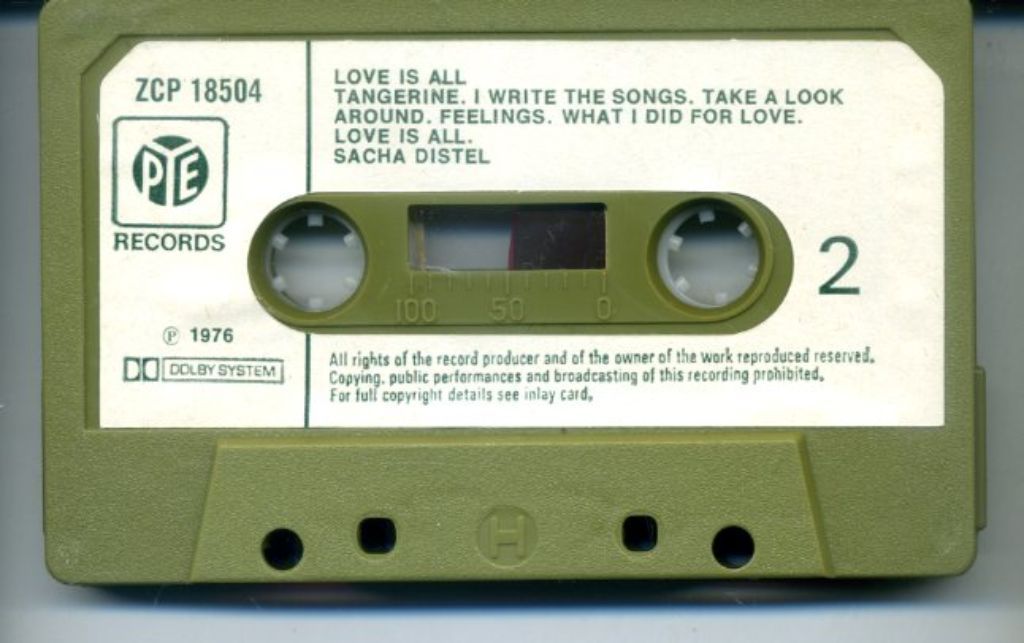 ZCP 18504
PYE
RECORDS
LOVE IS ALL
TANGERINE. I WRITE THE SONGS. TAKE A LOOK
AROUND. FEELINGS. WHAT I DID FOR LOVE.
LOVE IS ALL.
SACHA DISTEL
100 50 0
2
℗ 1976
DOLBY SYSTEM
All rights of the record producer and of the owner of the work reproduced reserved.
Copying, public performances and broadcasting of this recording prohibited.
For full copyright details see inlay card.
H